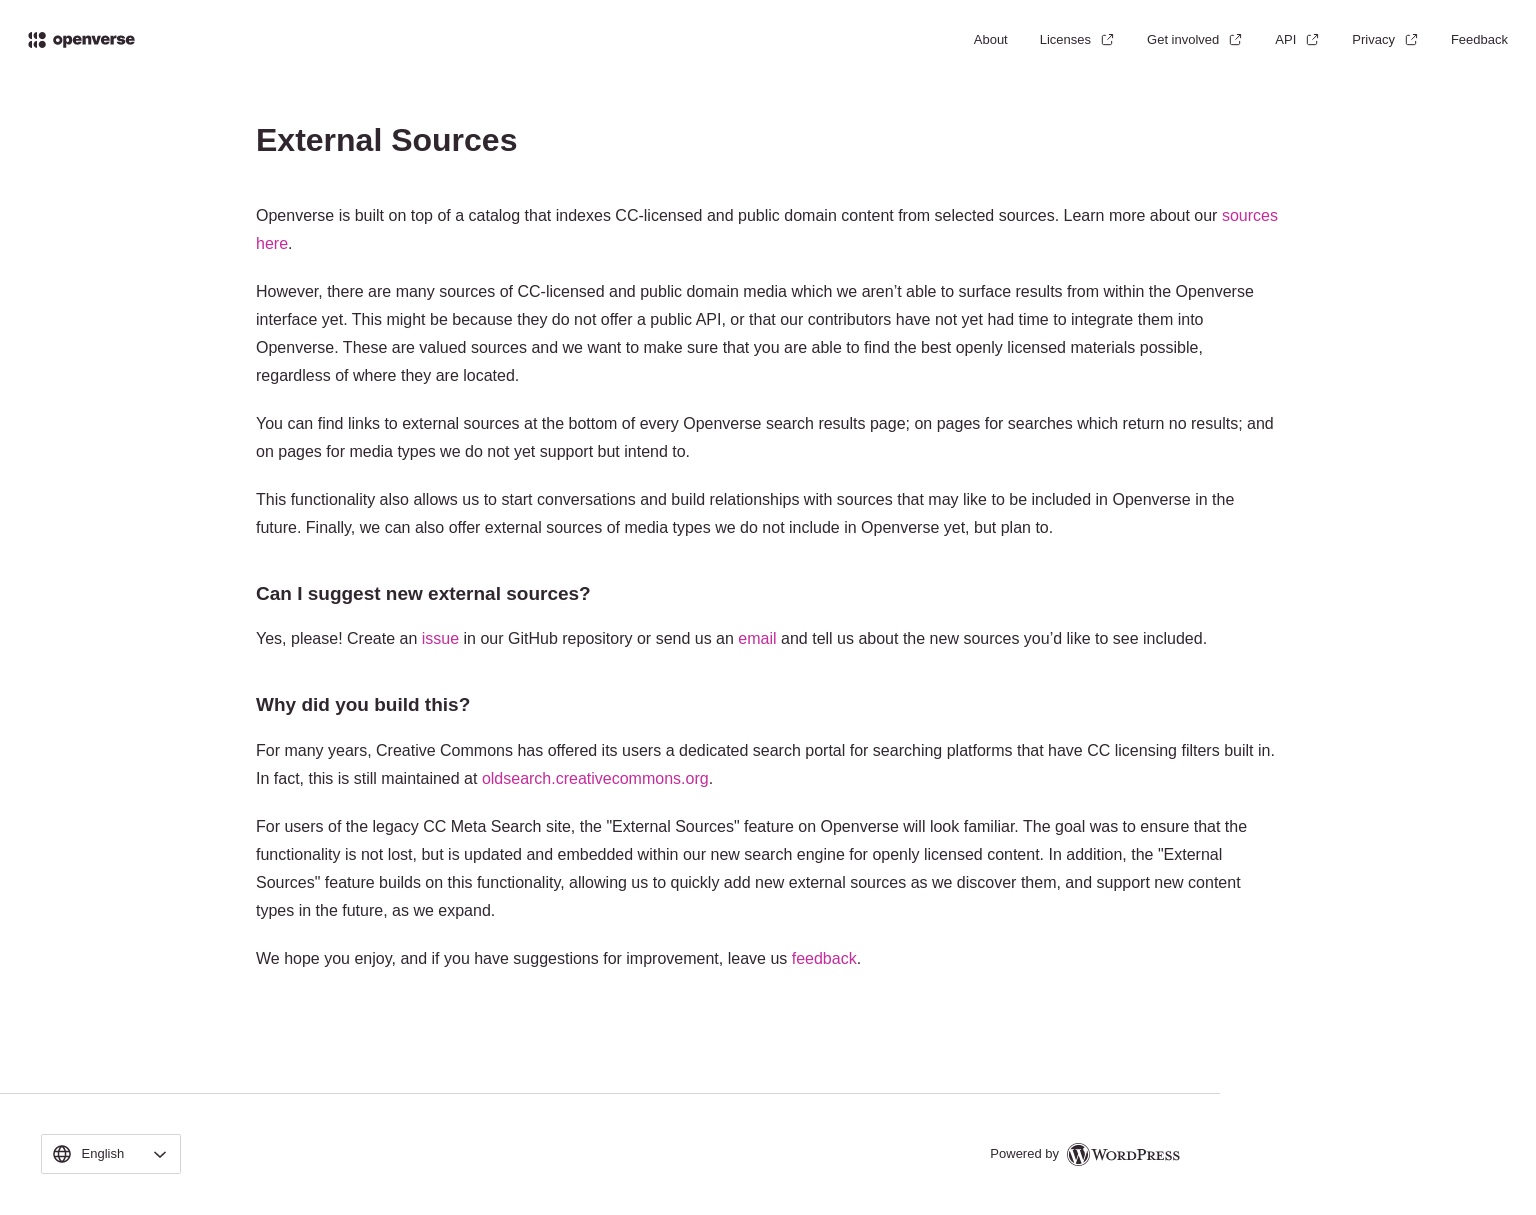 openverse
About Licenses Get involved API Privacy Feedback
External Sources
Openverse is built on top of a catalog that indexes CC-licensed and public domain content from selected sources. Learn more about our sources
here.
However, there are many sources of CC-licensed and public domain media which we aren’t able to surface results from within the Openverse
interface yet. This might be because they do not offer a public API, or that our contributors have not yet had time to integrate them into
Openverse. These are valued sources and we want to make sure that you are able to find the best openly licensed materials possible,
regardless of where they are located.
You can find links to external sources at the bottom of every Openverse search results page; on pages for searches which return no results; and
on pages for media types we do not yet support but intend to.
This functionality also allows us to start conversations and build relationships with sources that may like to be included in Openverse in the
future. Finally, we can also offer external sources of media types we do not include in Openverse yet, but plan to.
Can I suggest new external sources?
Yes, please! Create an issue in our GitHub repository or send us an email and tell us about the new sources you’d like to see included.
Why did you build this?
For many years, Creative Commons has offered its users a dedicated search portal for searching platforms that have CC licensing filters built in.
In fact, this is still maintained at oldsearch.creativecommons.org.
For users of the legacy CC Meta Search site, the "External Sources" feature on Openverse will look familiar. The goal was to ensure that the
functionality is not lost, but is updated and embedded within our new search engine for openly licensed content. In addition, the "External
Sources" feature builds on this functionality, allowing us to quickly add new external sources as we discover them, and support new content
types in the future, as we expand.
We hope you enjoy, and if you have suggestions for improvement, leave us feedback.
English
Powered by WordPress